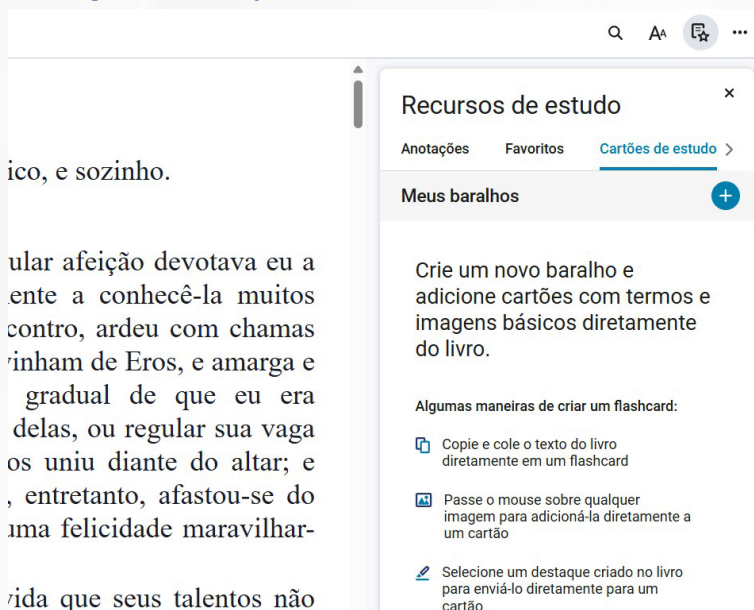 AA
ico, e sozinho.
ular afeição devotava eu a
ente a conhecê-la muitos
contro, ardeu com chamas
vinham de Eros, e amarga e
gradual de que eu era
delas, ou regular sua vaga
os uniu diante do altar; e
, entretanto, afastou-se do
uma felicidade maravilhar-
vida que seus talentos não
Recursos de estudo
Anotações Favoritos Cartões de estudo
Meus baralhos
Crie um novo baralho e
adicione cartões com termos e
imagens básicos diretamente
do livro.
Algumas maneiras de criar um flashcard:
Copie e cole o texto do livro
diretamente em um flashcard
Passe o mouse sobre qualquer
imagem para adicioná-la diretamente a
um cartão
Selecione um destaque criado no livro
para enviá-lo diretamente para um
cartão